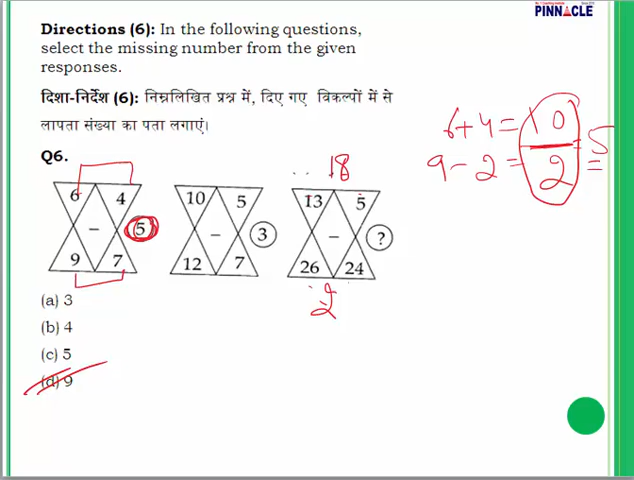 PINNACLE
Directions (6): In the following questions,
select the missing number from the given
responses.
दिशा-निर्देश (6): निम्नलिखित प्रश्न में, दिए गए विकल्पों में से
लापता संख्या का पता लगाएं।
6+4=10
9-2=2
=5
Q6.
18
6 4 10 5 13 5
- 5 - 3 - ?
9 7 12 7 26 24
2
(a) 3
(b) 4
(c) 5
(d) 9